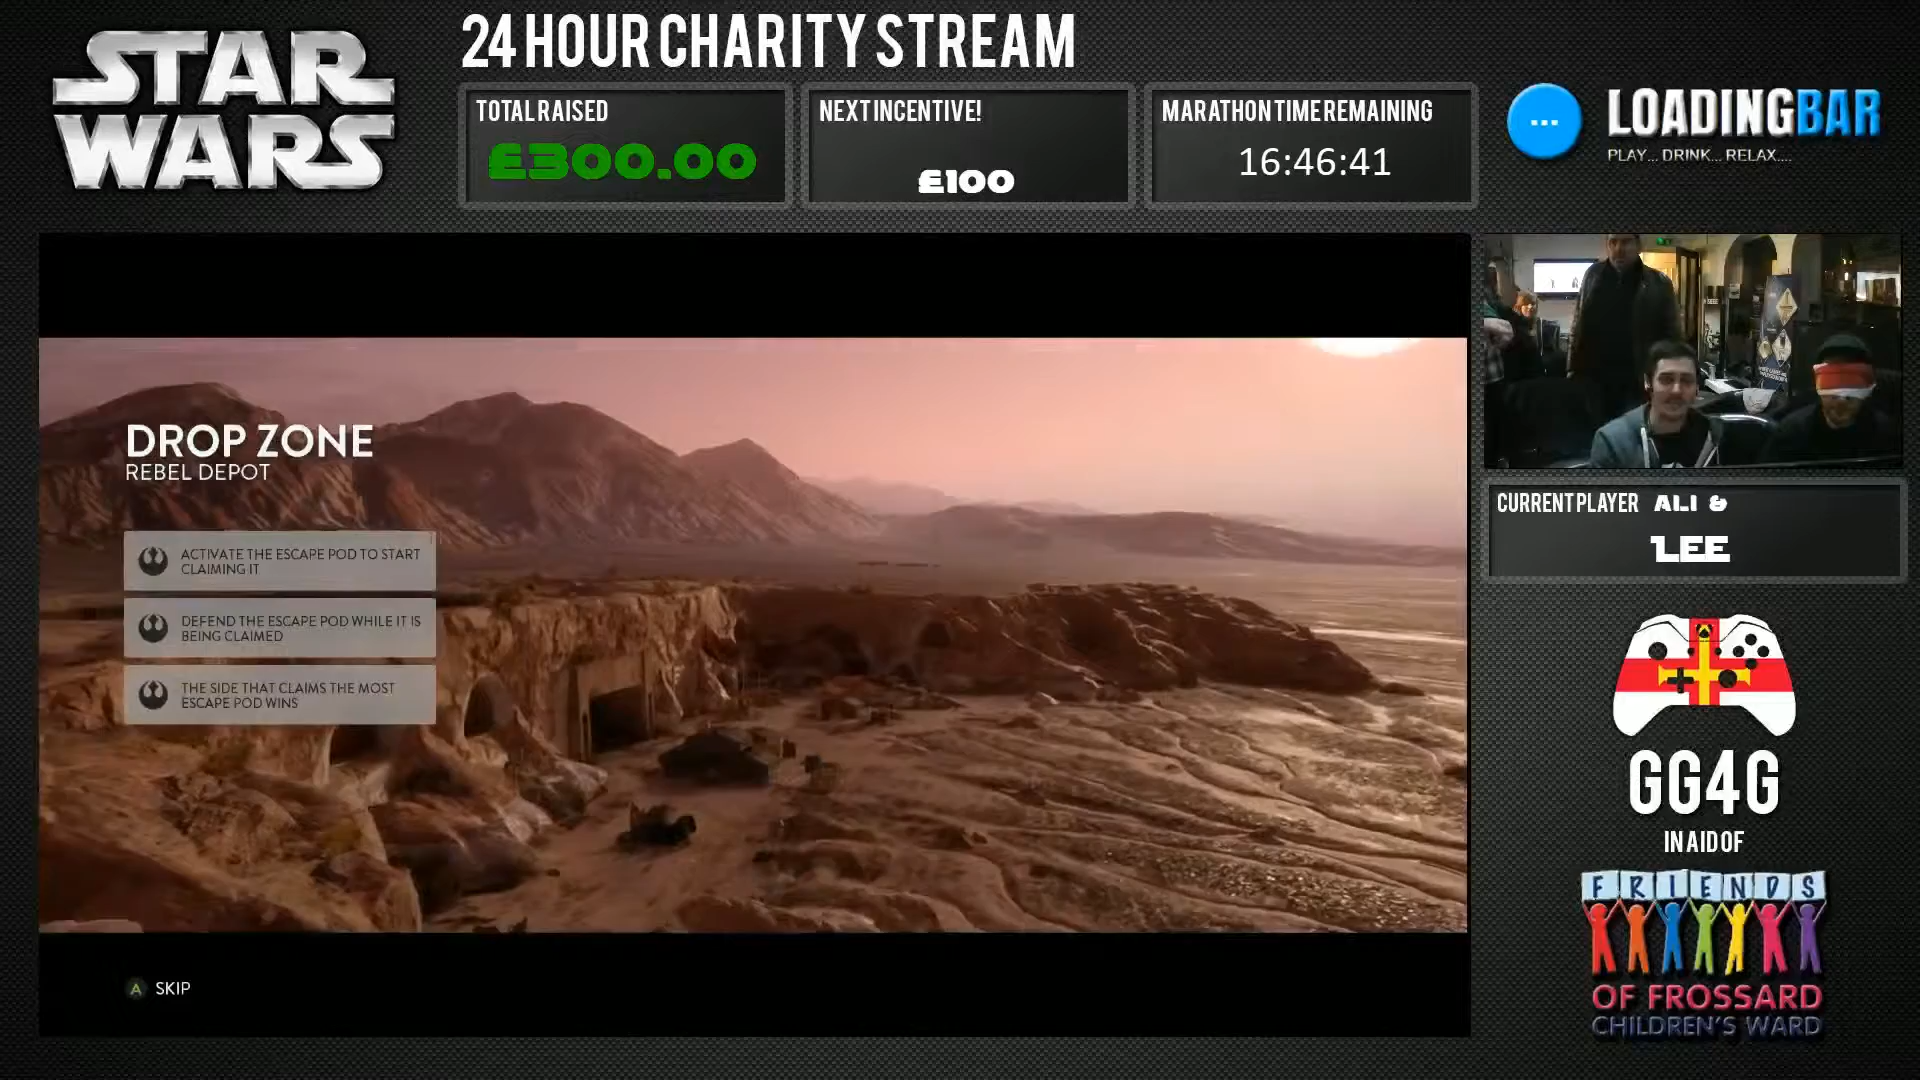 STAR
WARS
24 HOUR CHARITY STREAM
TOTAL RAISED
£300.00
NEXT INCENTIVE!
£100
MARATHON TIME REMAINING
16:46:41
...
LOADINGBAR
PLAY... DRINK... RELAX....
DROP ZONE
REBEL DEPOT
ACTIVATE THE ESCAPE POD TO START
CLAIMING IT
DEFEND THE ESCAPE POD WHILE IT IS
BEING CLAIMED
THE SIDE THAT CLAIMS THE MOST
ESCAPE POD WINS
A SKIP
CURRENT PLAYER ALI &
LEE
GG4G
IN AID OF
FRIENDS
OF FROSSARD
CHILDREN'S WARD